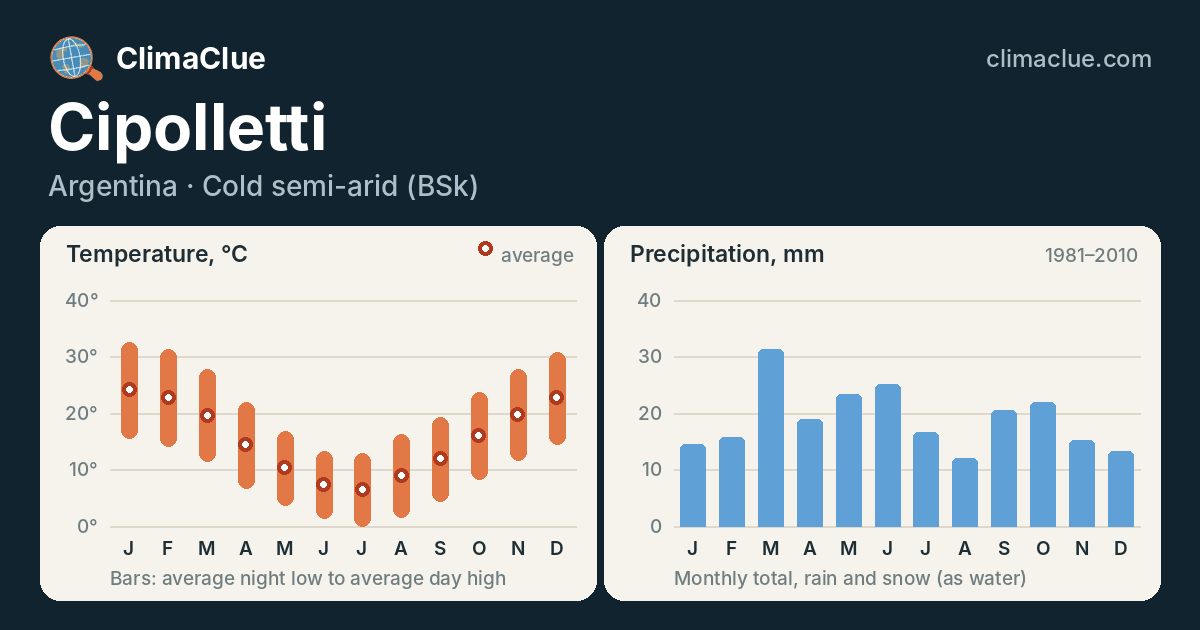 ClimaClue
climaclue.com
Cipolletti
Argentina · Cold semi-arid (BSk)
Temperature, °C
average
40°
30°
20°
10°
0°
J F M A M J J A S O N D
Bars: average night low to average day high
Precipitation, mm
1981–2010
40
30
20
10
0
J F M A M J J A S O N D
Monthly total, rain and snow (as water)